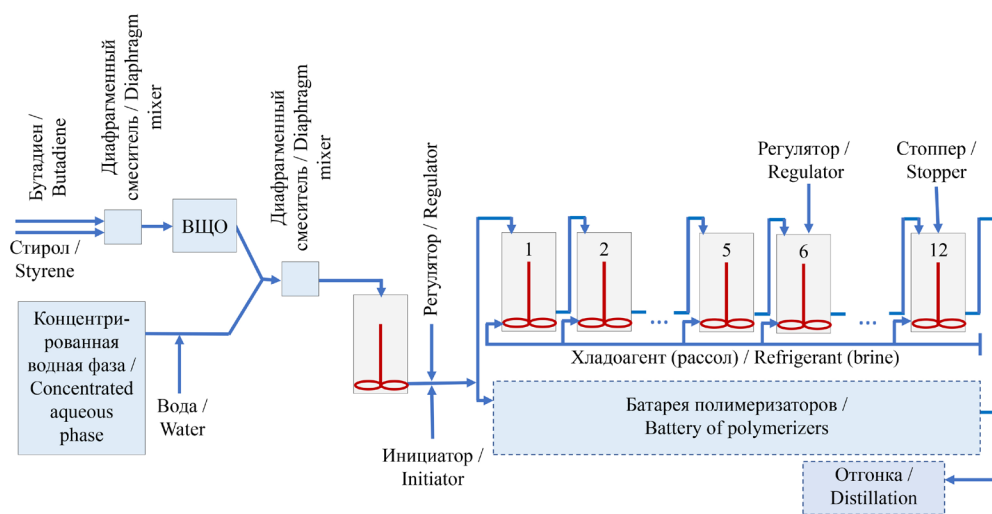 Бутадиен /
Butadiene
Диафрагменный
смеситель / Diaphragm
mixer
Стирол /
Styrene
ВЩО
Диафрагменный
смеситель / Diaphragm
mixer
Концентри-
рованная
водная фаза /
Concentrated
aqueous
phase
Вода /
Water
Регулятор / Regulator
Инициатор /
Initiator
Регулятор /
Regulator
Стоппер /
Stopper
1
2
...
5
6
...
12
Хладоагент (рассол) / Refrigerant (brine)
Батарея полимеризаторов /
Battery of polymerizers
Отгонка /
Distillation